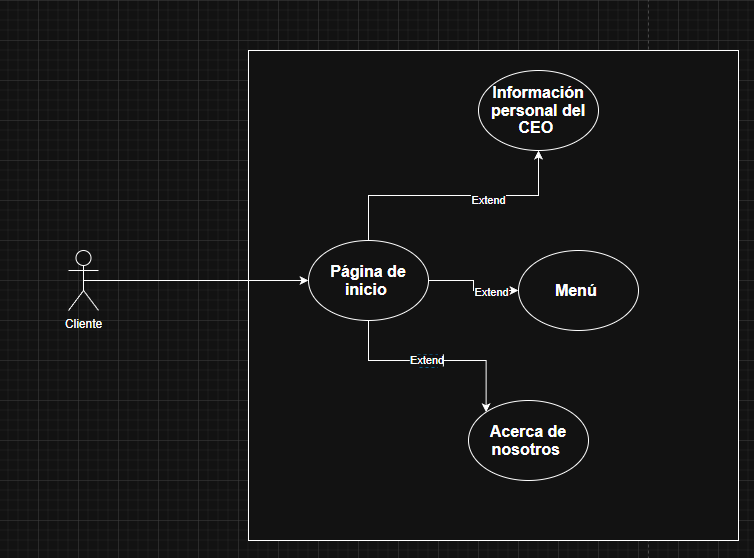 Información
personal del
CEO
Extend
Página de
inicio
Extend
Menú
Cliente
Extend
Acerca de
nosotros